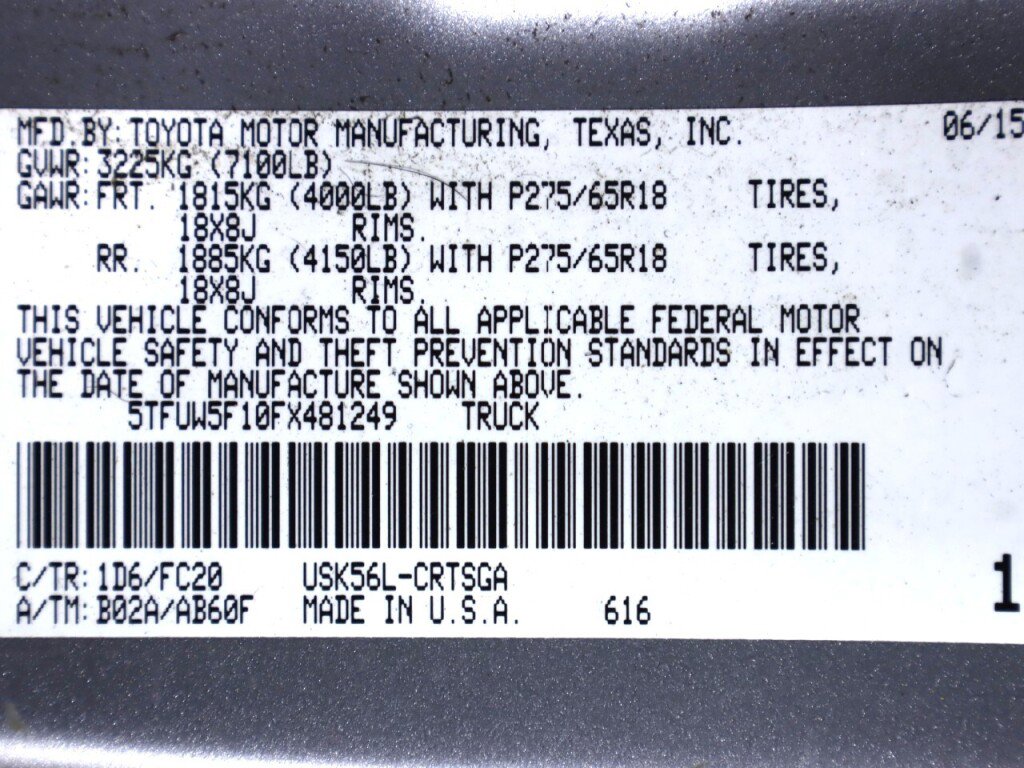 MFD.BY:TOYOTA MOTOR MANUFACTURING, TEXAS, INC. 06/15
GVWR:3225KG (7100LB)
GAWR:FRT. 1815KG (4000LB) WITH P275/65R18 TIRES,
18X8J RIMS.
RR. 1885KG (4150LB) WITH P275/65R18 TIRES,
18X8J RIMS.
THIS VEHICLE CONFORMS TO ALL APPLICABLE FEDERAL MOTOR
VEHICLE SAFETY AND THEFT PREVENTION STANDARDS IN EFFECT ON
THE DATE OF MANUFACTURE SHOWN ABOVE.
5TFUW5F10FX481249 TRUCK
C/TR:1D6/FC20 USK56L-CRTSGA
A/TM:B02A/AB60F MADE IN U.S.A. 616 1